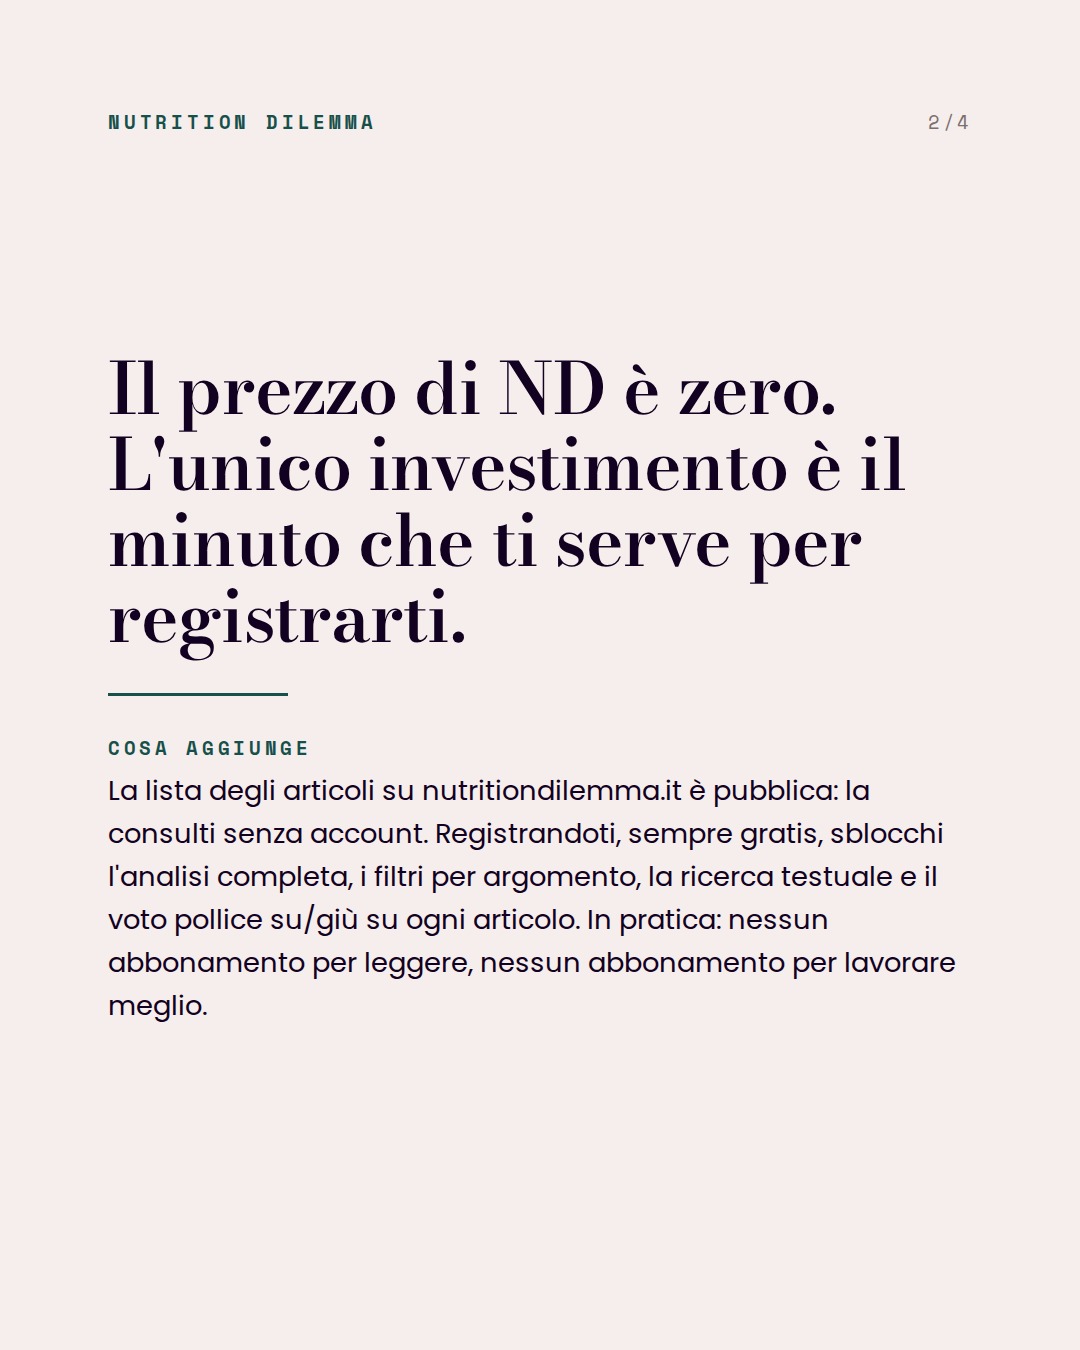 NUTRITION DILEMMA
2/4
Il prezzo di ND è zero.
L'unico investimento è il
minuto che ti serve per
registrarti.
COSA AGGIUNGE
La lista degli articoli su nutritiondilemma.it è pubblica: la
consulti senza account. Registrandoti, sempre gratis, sblocchi
l'analisi completa, i filtri per argomento, la ricerca testuale e il
voto pollice su/giù su ogni articolo. In pratica: nessun
abbonamento per leggere, nessun abbonamento per lavorare
meglio.